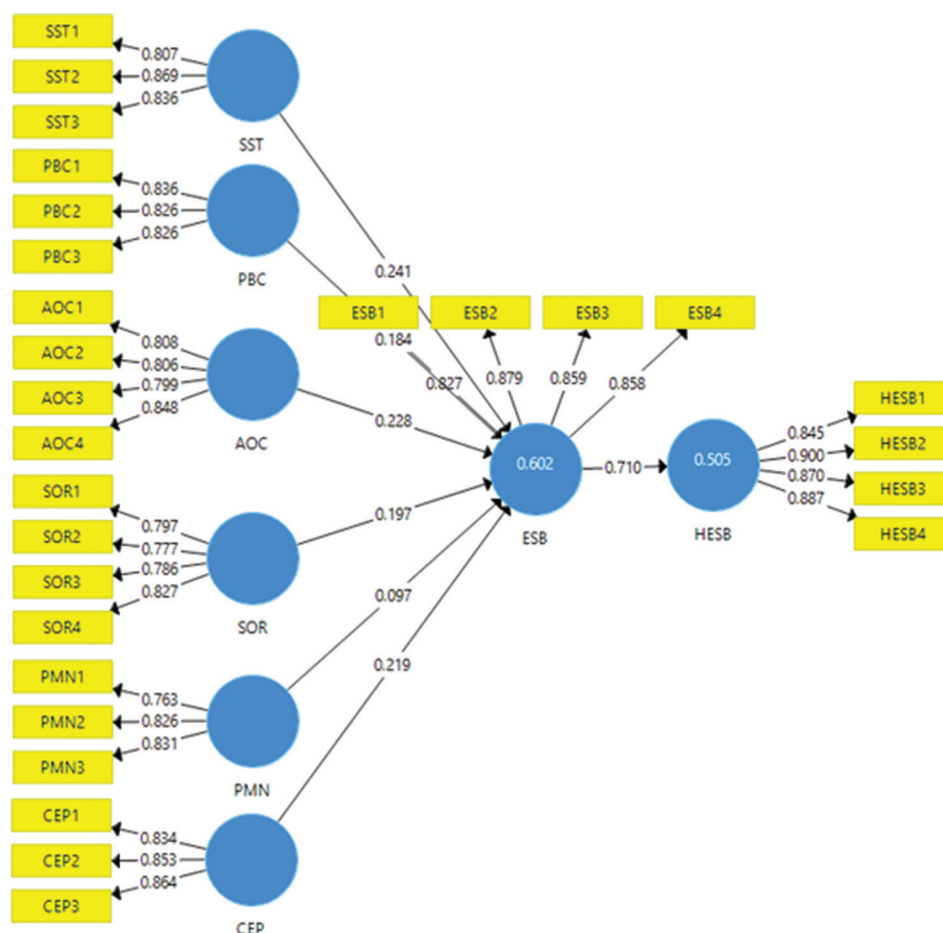 SST1
SST2
SST3
0.807
0.869
0.836
SST
PBC1
PBC2
PBC3
0.836
0.826
0.826
PBC
AOC1
AOC2
AOC3
AOC4
0.808
0.806
0.799
0.848
AOC
SOR1
SOR2
SOR3
SOR4
0.797
0.777
0.786
0.827
SOR
PMN1
PMN2
PMN3
0.763
0.826
0.831
PMN
CEP1
CEP2
CEP3
0.834
0.853
0.864
CEP
0.241
0.184
0.228
0.197
0.097
0.219
ESB1
ESB2
ESB3
ESB4
0.827
0.879
0.859
0.858
0.602
ESB
0.710
0.505
HESB
0.845
0.900
0.870
0.887
HESB1
HESB2
HESB3
HESB4